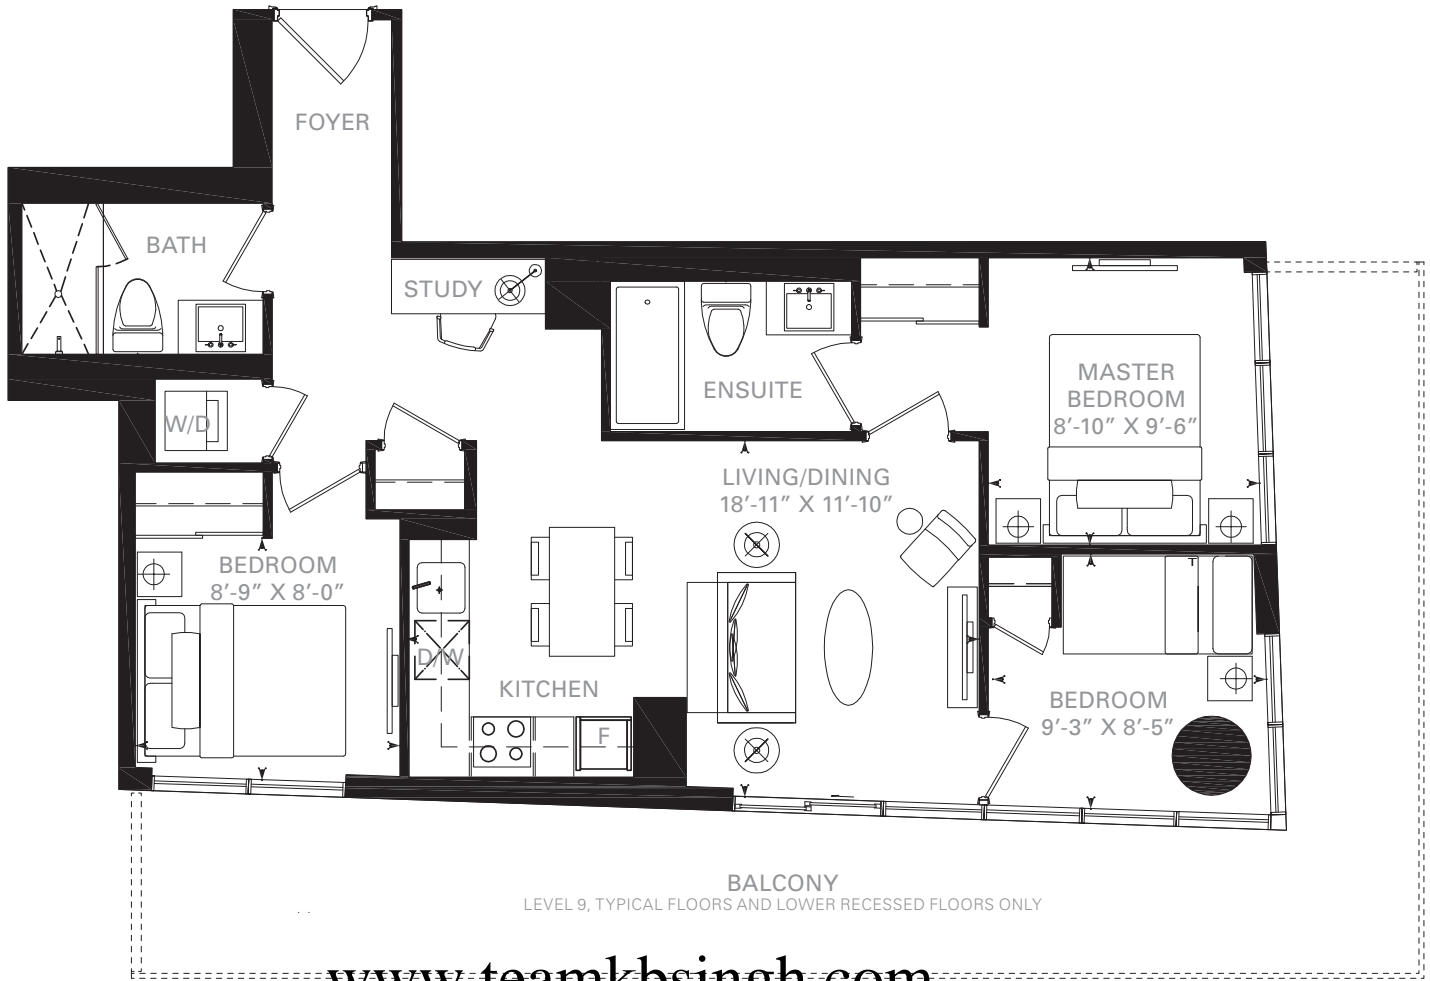 FOYER
BATH
STUDY
ENSUITE
MASTER
BEDROOM
8'-10" X 9'-6"
W/D
LIVING/DINING
18'-11" X 11'-10"
BEDROOM
8'-9" X 8'-0"
D/W
KITCHEN
F
BEDROOM
9'-3" X 8'-5"
BALCONY
LEVEL 9, TYPICAL FLOORS AND LOWER RECESSED FLOORS ONLY
www.teamkbsingh.com